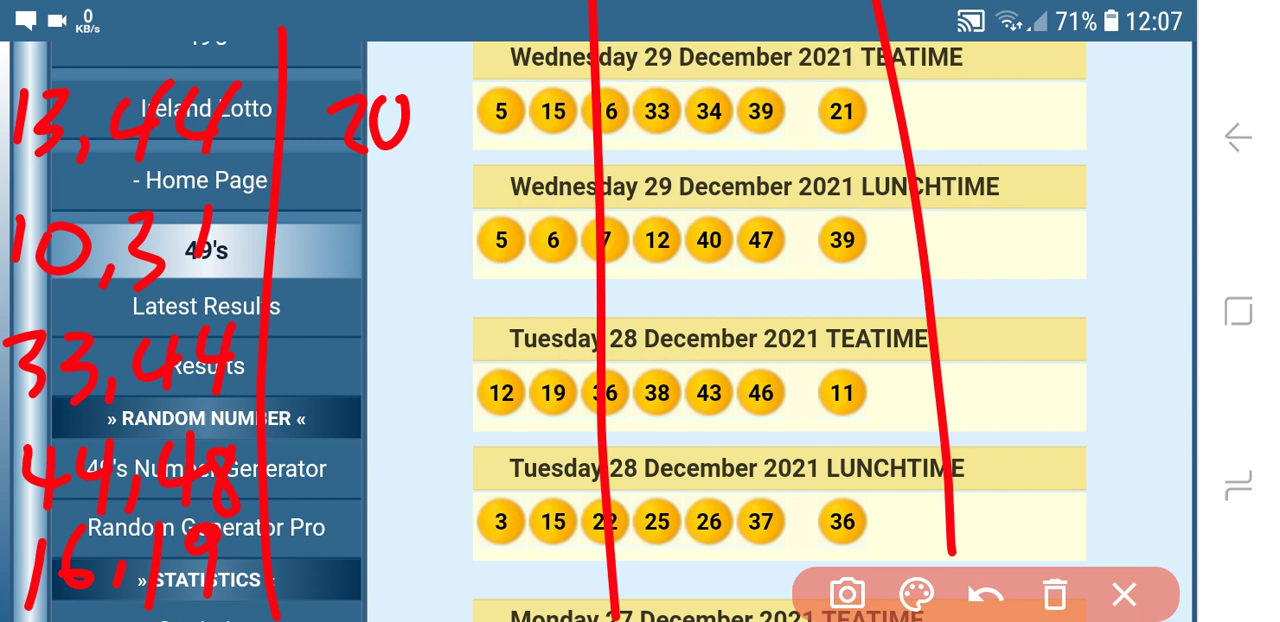 0 KB/s 71% 12:07
Ireland Lotto
- Home Page
49's
Latest Results
Results
» RANDOM NUMBER «
49's Number Generator
Random Generator Pro
» STATISTICS «
13,44 20
10,31
33,44
44,48
16,19
Wednesday 29 December 2021 TEATIME
5 15 16 33 34 39 21
Wednesday 29 December 2021 LUNCHTIME
5 6 7 12 40 47 39
Tuesday 28 December 2021 TEATIME
12 19 36 38 43 46 11
Tuesday 28 December 2021 LUNCHTIME
3 15 22 25 26 37 36
Monday 27 December 2021 TEATIME